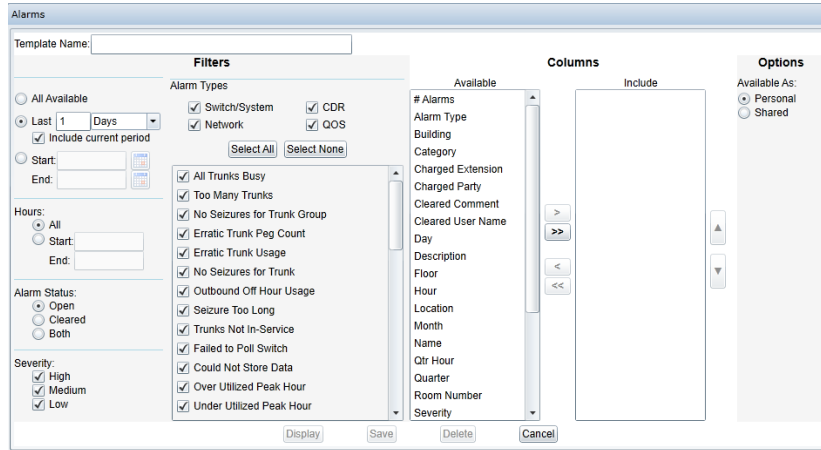 Alarms
Template Name:
Filters
Columns
Options
All Available
Last 1 Days
Include current period
Start:
End:
Hours:
All
Start:
End:
Alarm Status:
Open
Cleared
Both
Severity:
High
Medium
Low
Alarm Types
Switch/System CDR
Network QOS
Select All Select None
All Trunks Busy
Too Many Trunks
No Seizures for Trunk Group
Erratic Trunk Peg Count
Erratic Trunk Usage
No Seizures for Trunk
Outbound Off Hour Usage
Seizure Too Long
Trunks Not In-Service
Failed to Poll Switch
Could Not Store Data
Over Utilized Peak Hour
Under Utilized Peak Hour
Available
# Alarms
Alarm Type
Building
Category
Charged Extension
Charged Party
Cleared Comment
Cleared User Name
Day
Description
Floor
Hour
Location
Month
Name
Qtr Hour
Quarter
Room Number
Severity
>
>>
<
<<
Include
Available As:
Personal
Shared
Display Save Delete Cancel